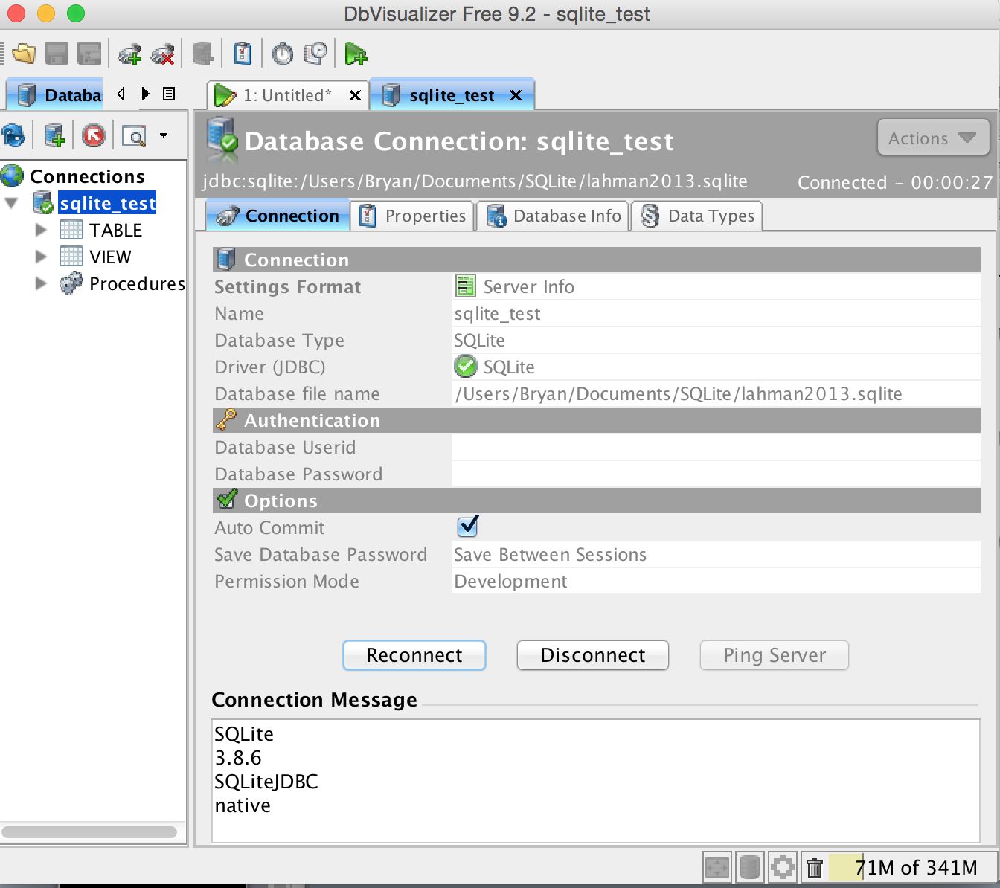 DbVisualizer Free 9.2 - sqlite_test
Databa
1: Untitled*
sqlite_test
Database Connection: sqlite_test
Actions
jdbc:sqlite:/Users/Bryan/Documents/SQLite/lahman2013.sqlite
Connected - 00:00:27
Connections
sqlite_test
TABLE
VIEW
Procedures
Connection
Properties
Database Info
Data Types
Connection
Settings Format
Server Info
Name
sqlite_test
Database Type
SQLite
Driver (JDBC)
SQLite
Database file name
/Users/Bryan/Documents/SQLite/lahman2013.sqlite
Authentication
Database Userid
Database Password
Options
Auto Commit
Save Database Password
Save Between Sessions
Permission Mode
Development
Reconnect
Disconnect
Ping Server
Connection Message
SQLite
3.8.6
SQLiteJDBC
native
71M of 341M